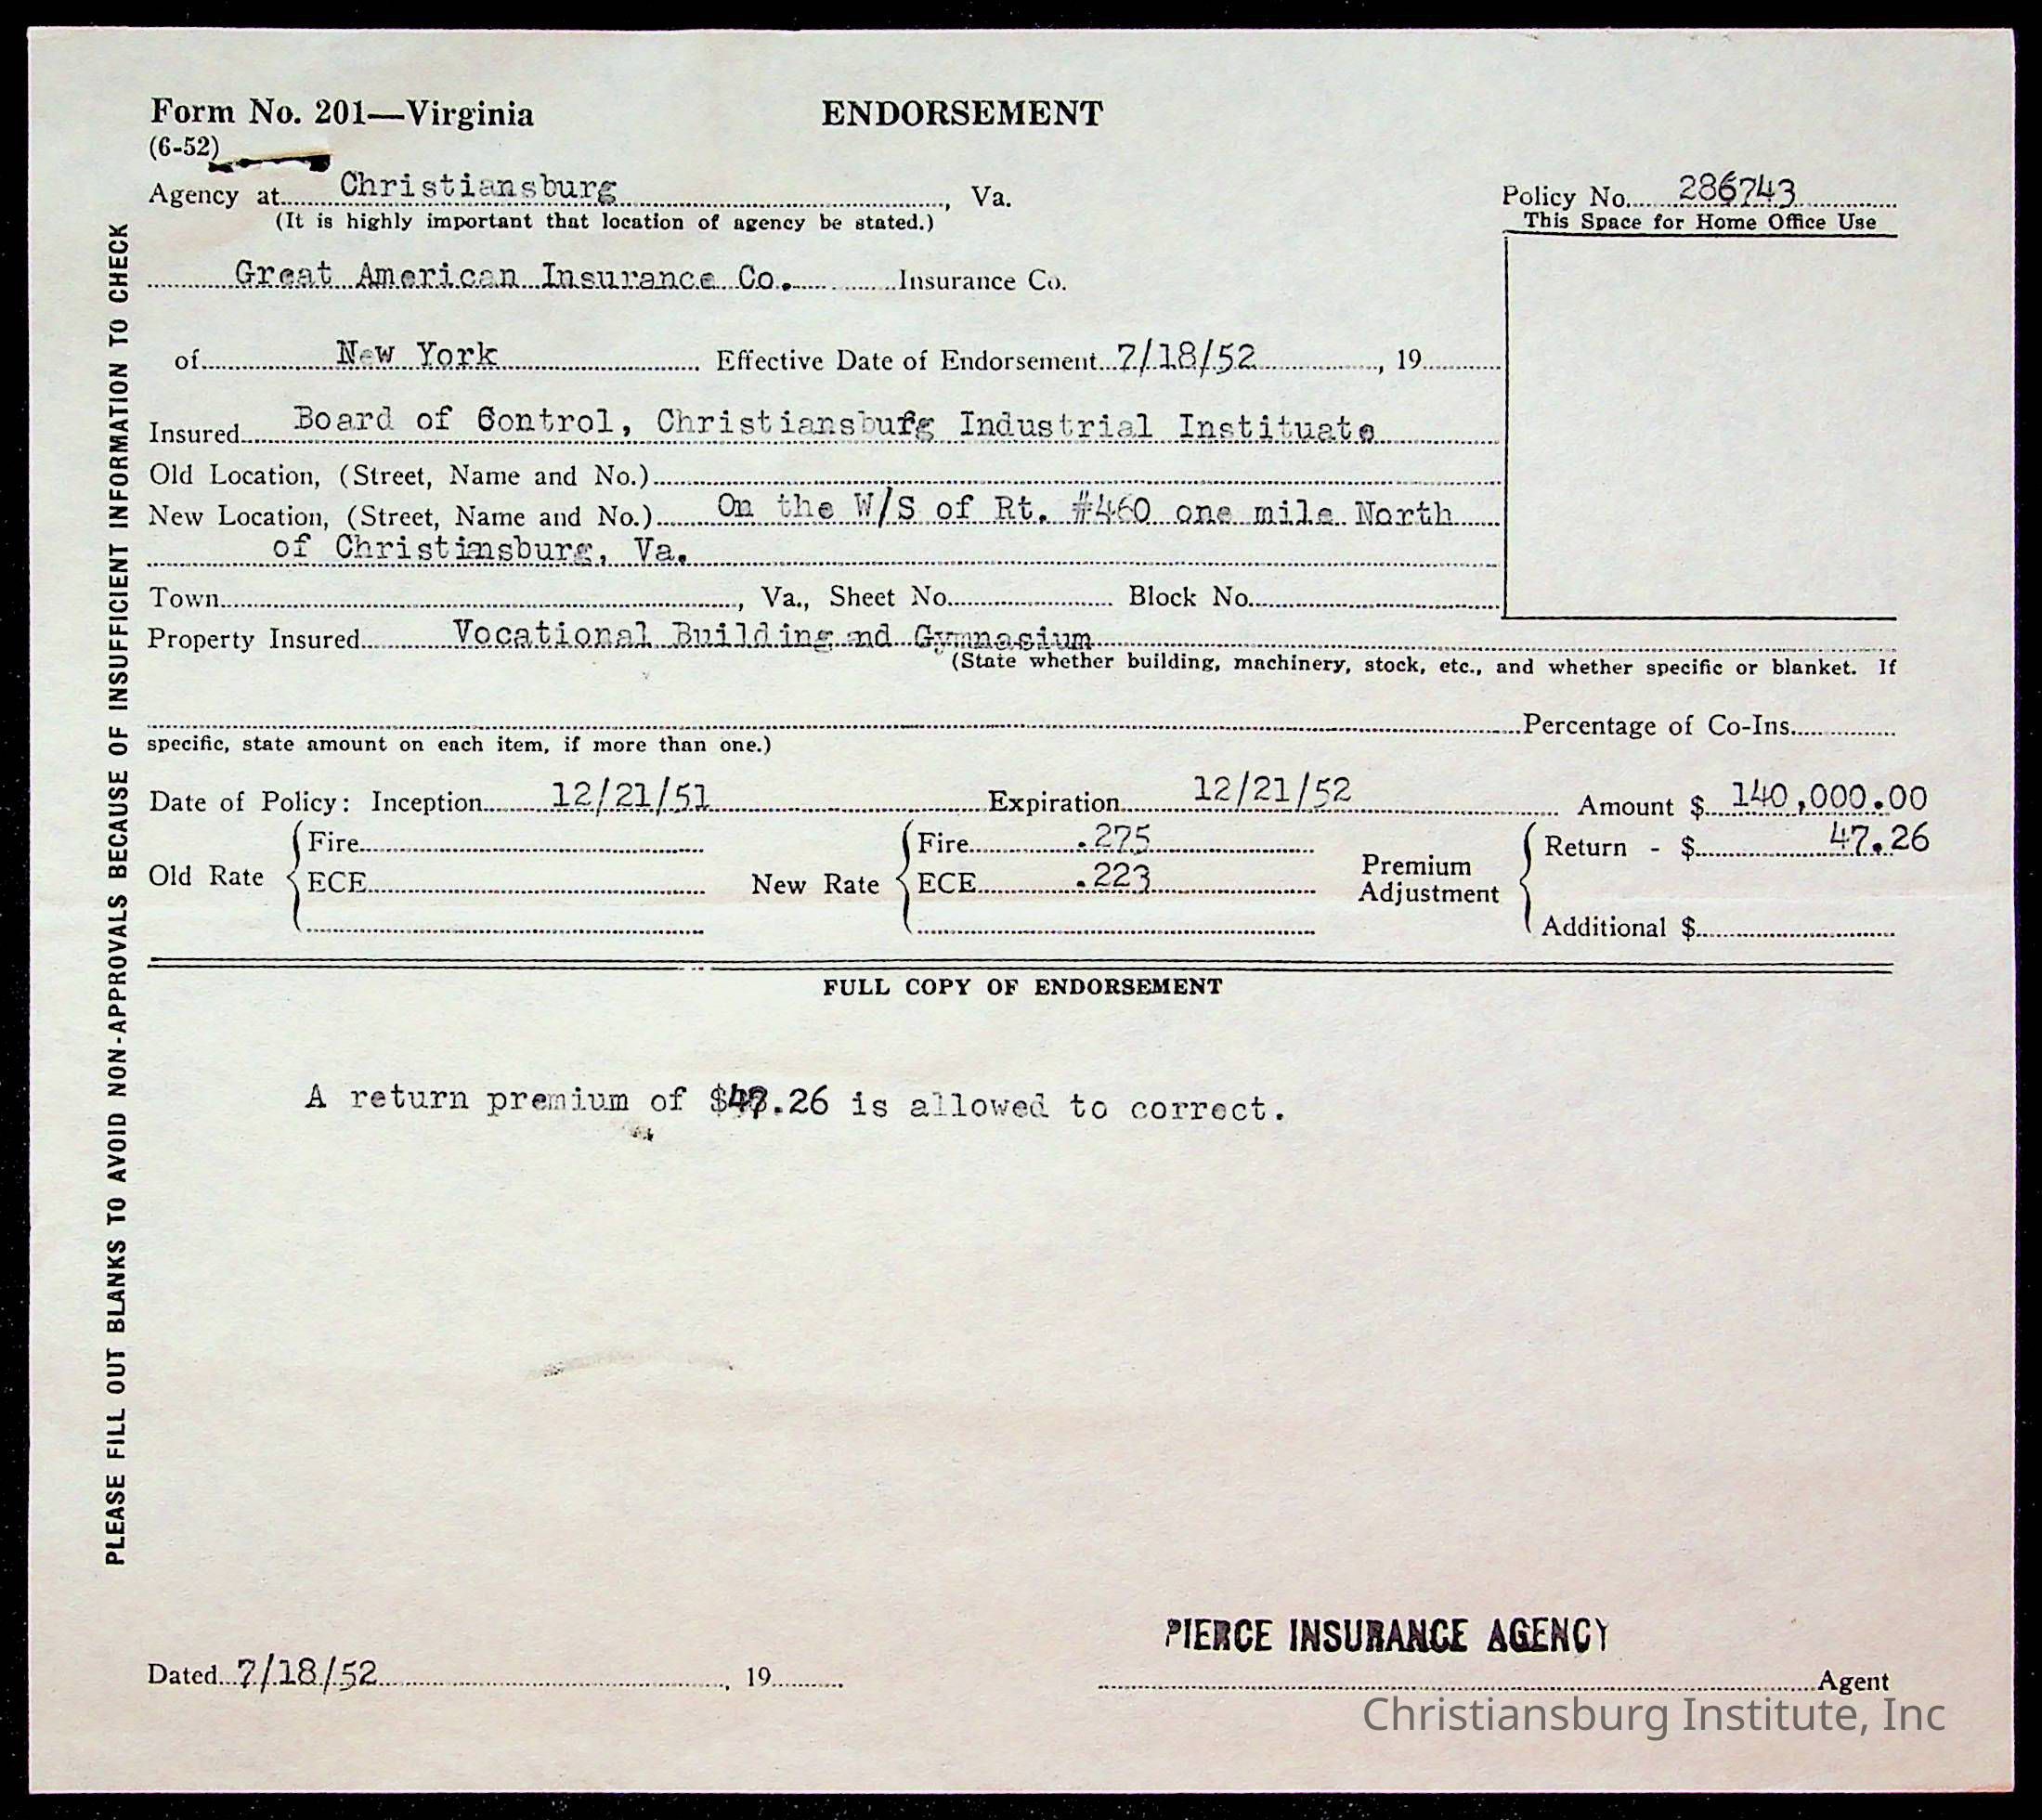 Form No. 201—Virginia
ENDORSEMENT
(6-52)
Agency at Christiansburg, Va.
Policy No. 286743
(It is highly important that location of agency be stated.)
This Space for Home Office Use
Great American Insurance Co. Insurance Co.
of New York Effective Date of Endorsement 7/18/52, 19
Insured Board of Control, Christiansburg Industrial Instituate
Old Location, (Street, Name and No.)
New Location, (Street, Name and No.) On the W/S of Rt. #460 one mile North
of Christiansburg, Va.
Town, Va., Sheet No. Block No.
Property Insured Vocational Building and Gymnasium
(State whether building, machinery, stock, etc., and whether specific or blanket. If
Percentage of Co-Ins.
specific, state amount on each item, if more than one.)
Date of Policy: Inception 12/21/51 Expiration 12/21/52 Amount $ 140,000.00
Old Rate Fire New Rate Fire .275 Premium Adjustment Return - $ 47.26
ECE ECE .223
Additional $
FULL COPY OF ENDORSEMENT
A return premium of $47.26 is allowed to correct.
PIERCE INSURANCE AGENCY
Dated 7/18/52, 19 Agent
PLEASE FILL OUT BLANKS TO AVOID NON-APPROVALS BECAUSE OF INSUFFICIENT INFORMATION TO CHECK
Christiansburg Institute, Inc